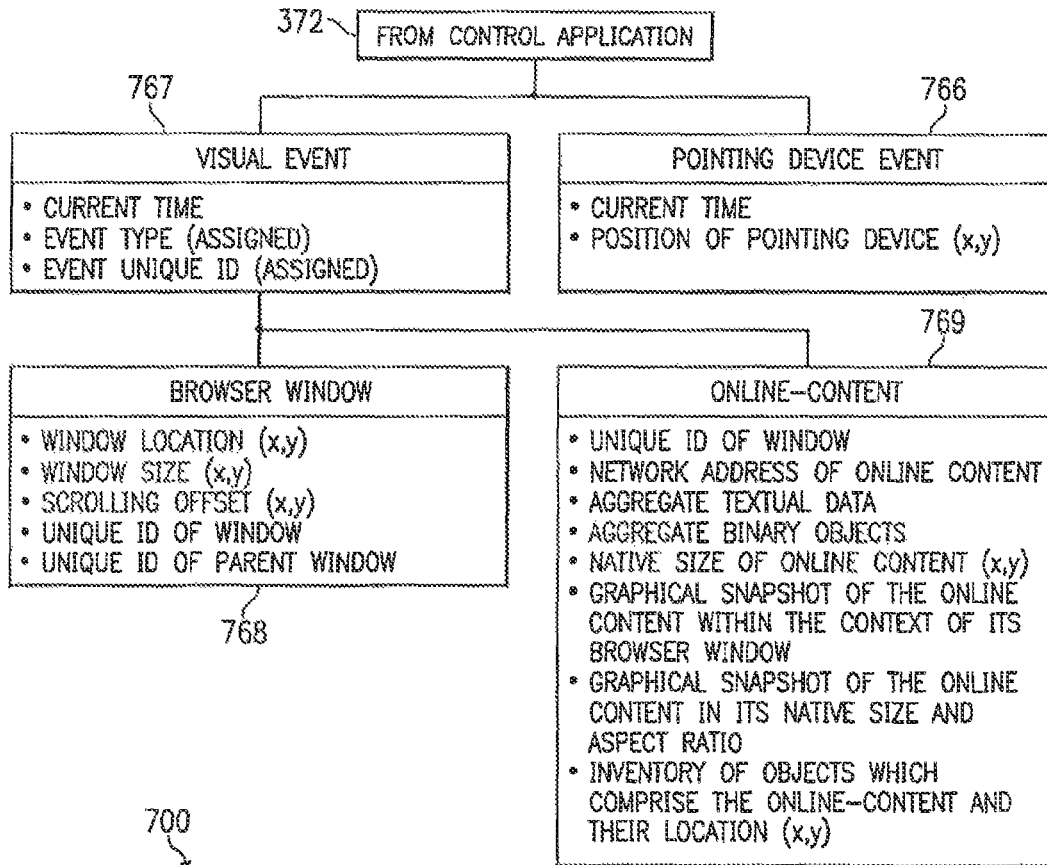 372
FROM CONTROL APPLICATION
767
VISUAL EVENT
• CURRENT TIME
• EVENT TYPE (ASSIGNED)
• EVENT UNIQUE ID (ASSIGNED)
766
POINTING DEVICE EVENT
• CURRENT TIME
• POSITION OF POINTING DEVICE (x,y)
BROWSER WINDOW
• WINDOW LOCATION (x,y)
• WINDOW SIZE (x,y)
• SCROLLING OFFSET (x,y)
• UNIQUE ID OF WINDOW
• UNIQUE ID OF PARENT WINDOW
768
769
ONLINE-CONTENT
• UNIQUE ID OF WINDOW
• NETWORK ADDRESS OF ONLINE CONTENT
• AGGREGATE TEXTUAL DATA
• AGGREGATE BINARY OBJECTS
• NATIVE SIZE OF ONLINE CONTENT (x,y)
• GRAPHICAL SNAPSHOT OF THE ONLINE
CONTENT WITHIN THE CONTEXT OF ITS
BROWSER WINDOW
• GRAPHICAL SNAPSHOT OF THE ONLINE
CONTENT IN ITS NATIVE SIZE AND
ASPECT RATIO
• INVENTORY OF OBJECTS WHICH
COMPRISE THE ONLINE-CONTENT AND
THEIR LOCATION (x,y)
700